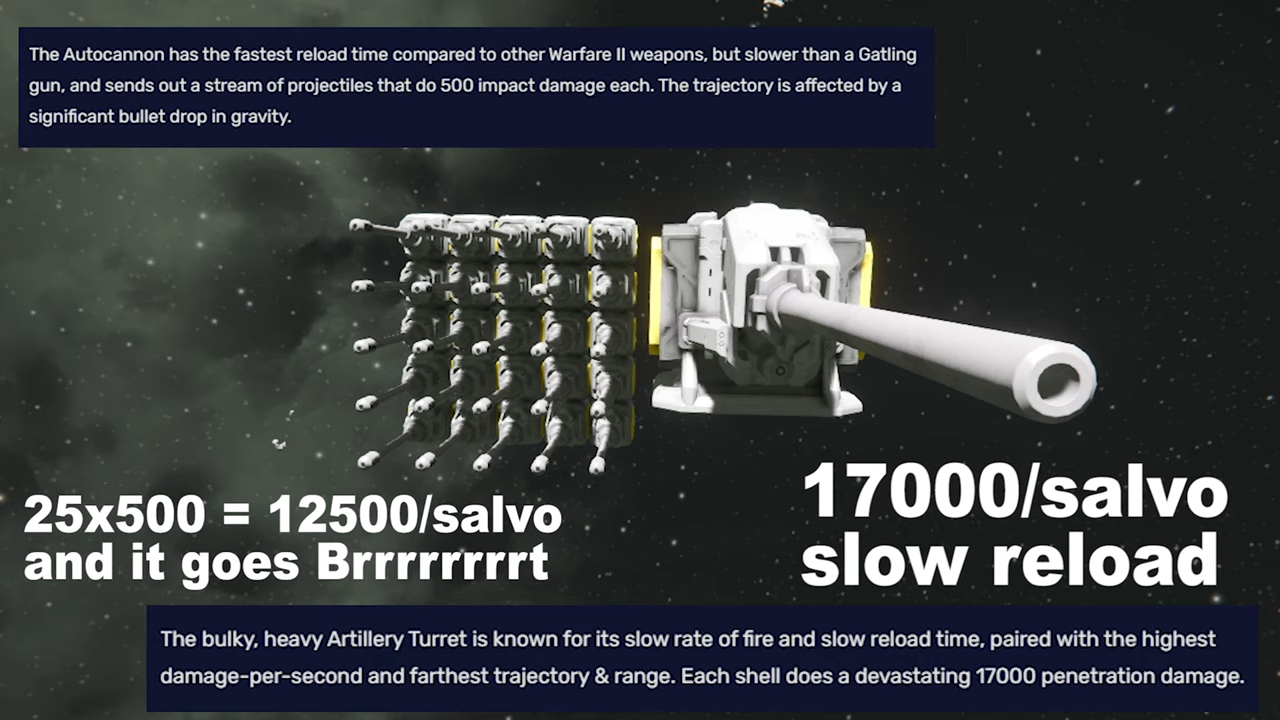 The Autocannon has the fastest reload time compared to other Warfare II weapons, but slower than a Gatling
gun, and sends out a stream of projectiles that do 500 impact damage each. The trajectory is affected by a
significant bullet drop in gravity.
25x500 = 12500/salvo
and it goes Brrrrrrrrt
17000/salvo
slow reload
The bulky, heavy Artillery Turret is known for its slow rate of fire and slow reload time, paired with the highest
damage-per-second and farthest trajectory & range. Each shell does a devastating 17000 penetration damage.